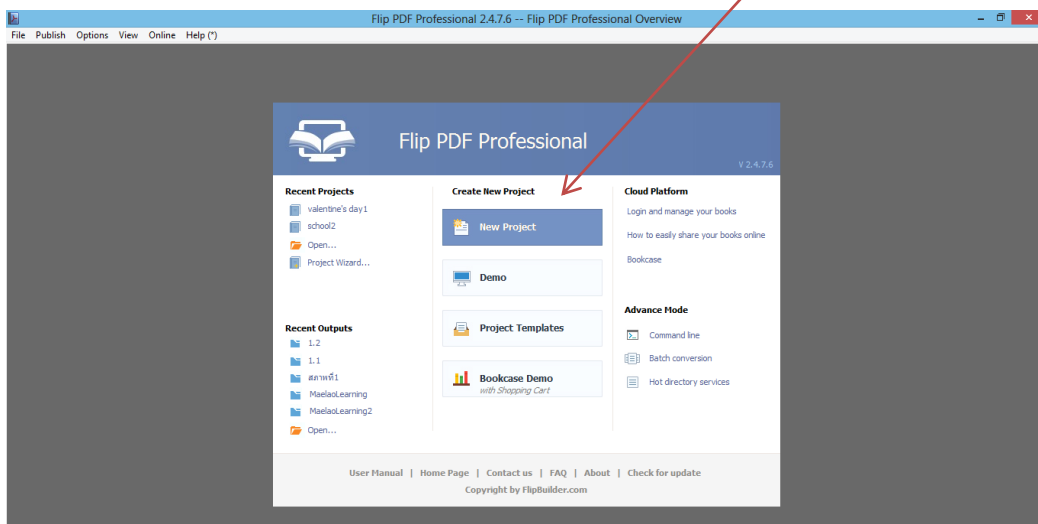 Flip PDF Professional 2.4.7.6 -- Flip PDF Professional Overview
File Publish Options View Online Help (*)
Flip PDF Professional
V 2.4.7.6
Recent Projects
valentine's day1
school2
Open...
Project Wizard...
Recent Outputs
1.2
1.1
สภาพที่1
MaelaoLearning
MaelaoLearning2
Open...
Create New Project
New Project
Demo
Project Templates
Bookcase Demo
with Shopping Cart
Cloud Platform
Login and manage your books
How to easily share your books online
Bookcase
Advance Mode
Command line
Batch conversion
Hot directory services
User Manual | Home Page | Contact us | FAQ | About | Check for update
Copyright by FlipBuilder.com